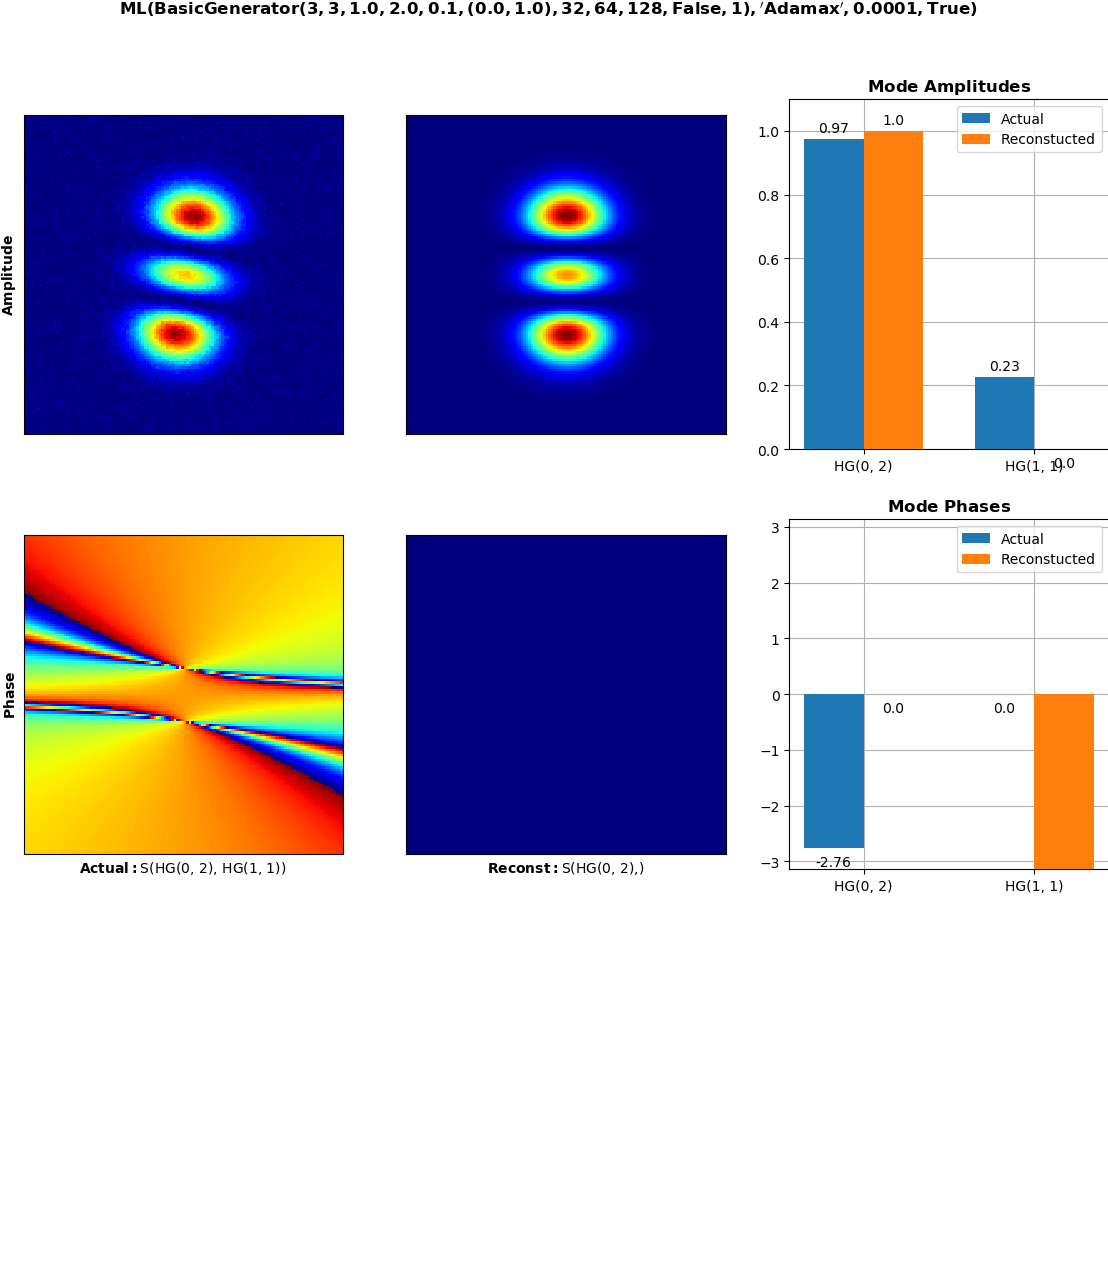 ML(BasicGenerator(3, 3, 1.0, 2.0, 0.1, (0.0, 1.0), 32, 64, 128, False, 1), 'Adamax', 0.0001, True)
Amplitude
Mode Amplitudes
Actual
Reconstucted
0.97
1.0
0.23
0.0
1.0
0.8
0.6
0.4
0.2
0.0
HG(0, 2)
HG(1, 1)
Phase
Actual: S(HG(0, 2), HG(1, 1))
Reconst: S(HG(0, 2),)
Mode Phases
Actual
Reconstucted
3
2
1
0
−1
−2
−3
0.0
0.0
-2.76
HG(0, 2)
HG(1, 1)